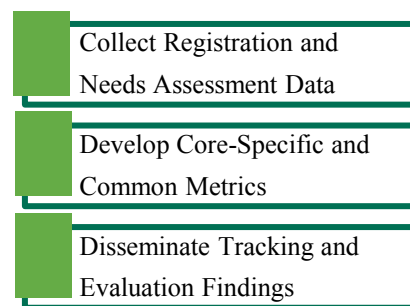 Collect Registration and
Needs Assessment Data
Develop Core-Specific and
Common Metrics
Disseminate Tracking and
Evaluation Findings